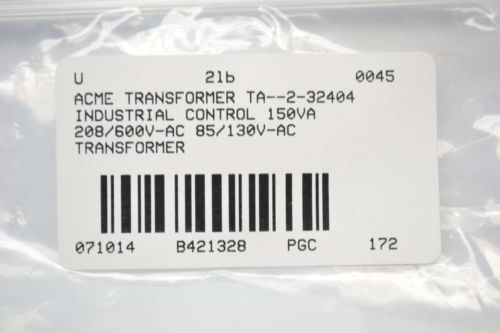 U 21b 0045
ACME TRANSFORMER TA--2-32404
INDUSTRIAL CONTROL 150VA
208/600V-AC 85/130V-AC
TRANSFORMER
071014 B421328 PGC 172